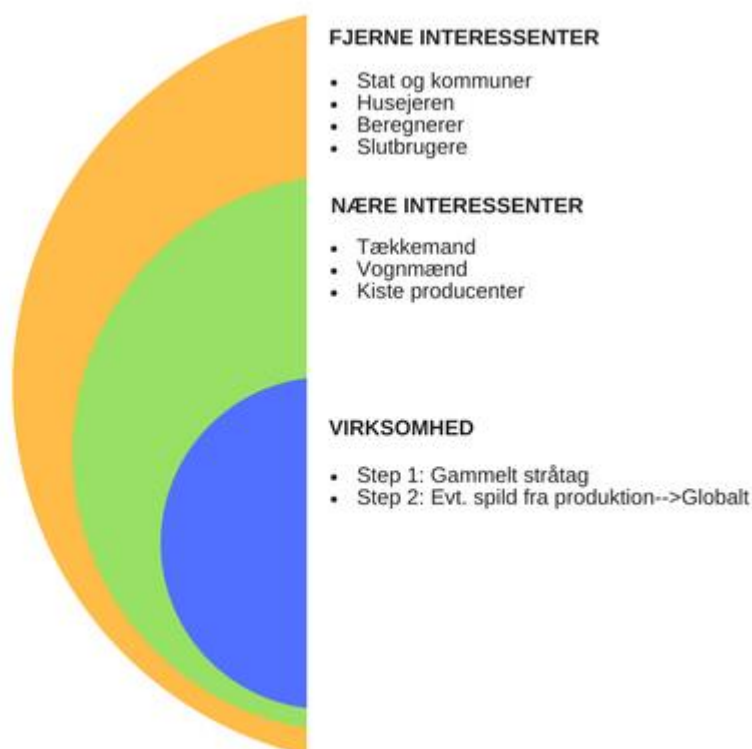 FJERNE INTERESSENTER
• Stat og kommuner
• Husejeren
• Beregnerer
• Slutbrugere
NÆRE INTERESSENTER
• Tækkemand
• Vognmænd
• Kiste producenter
VIRKSOMHED
• Step 1: Gammelt stråtag
• Step 2: Evt. spild fra produktion-->Globalt